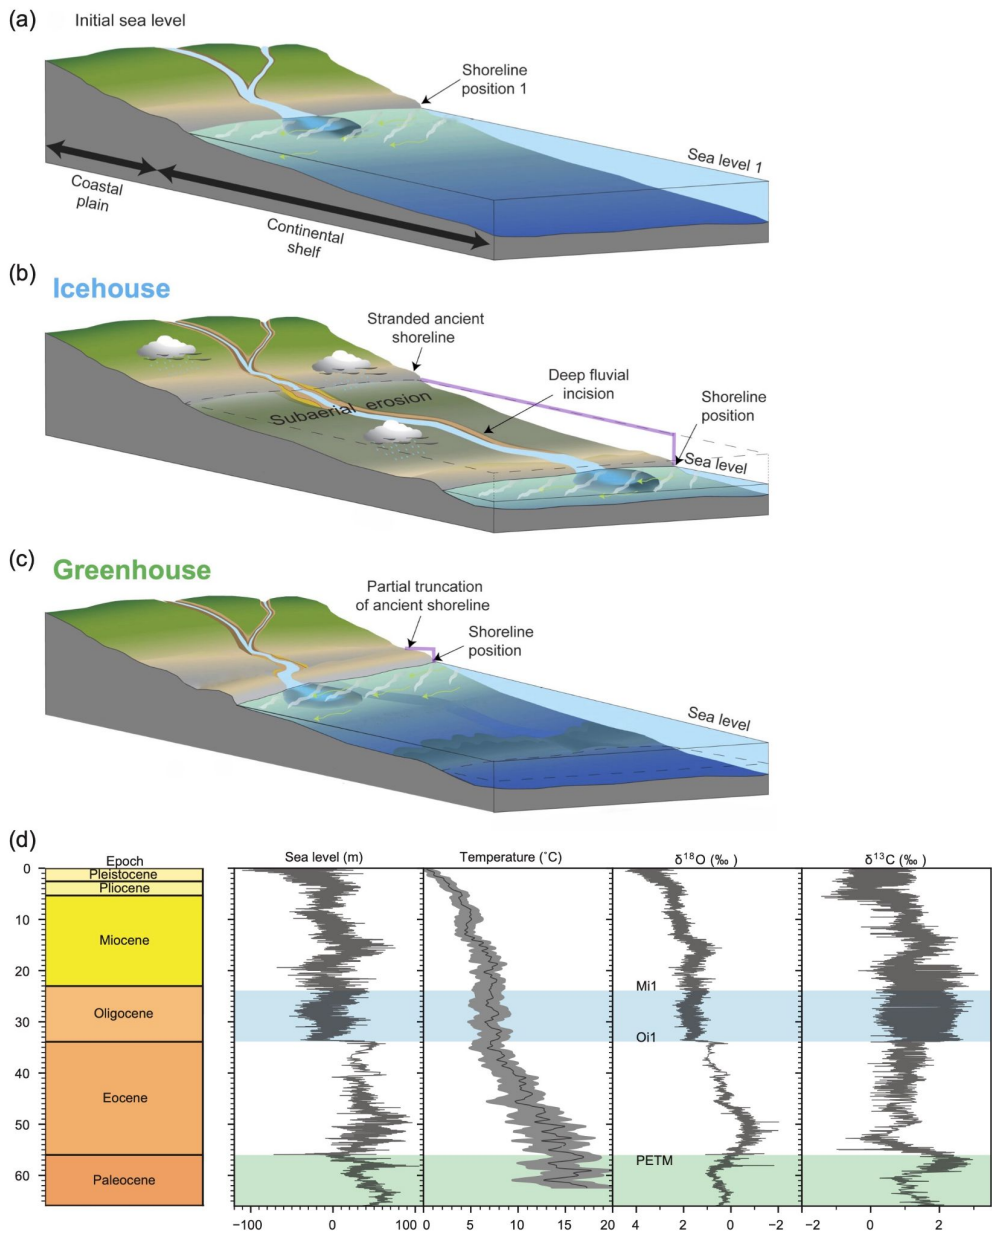 (a)
Initial sea level
Shoreline
position 1
Sea level 1
Coastal
plain
Continental
shelf
(b)
Icehouse
Stranded ancient
shoreline
Deep fluvial
incision
Shoreline
position
Subaerial erosion
Sea level
(c)
Greenhouse
Partial truncation
of ancient shoreline
Shoreline
position
Sea level
(d)
Epoch
Sea level (m)
Temperature (˚C)
δ¹⁸O (‰ )
δ¹³C (‰ )
0
Pleistocene
Pliocene
10
Miocene
20
Mi1
Oligocene
30
Oi1
40
Eocene
50
PETM
60
Paleocene
−100 0 100 0 5 10 15 20 4 2 0 −2 −2 0 2